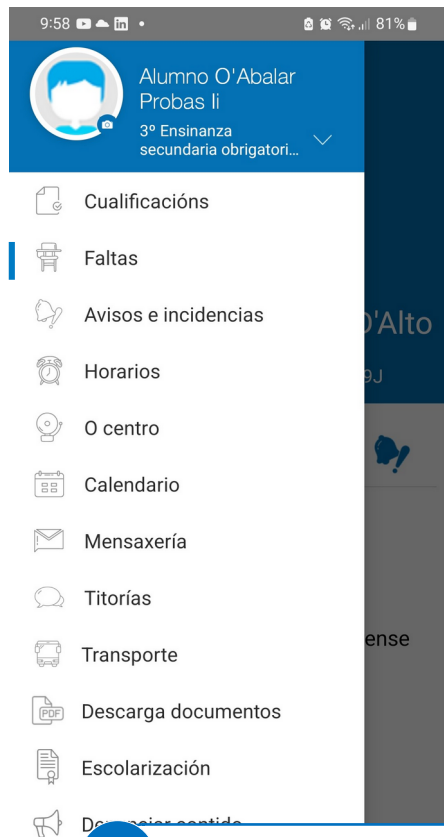 9:58
81%
Alumno O'Abalar
Probas Ii
3º Ensinanza
secundaria obrigatori...
Cualificacións
Faltas
Avisos e incidencias
O'Alto
Horarios
9J
O centro
Calendario
Mensaxería
Titorías
ense
Transporte
PDF
Descarga documentos
Escolarización